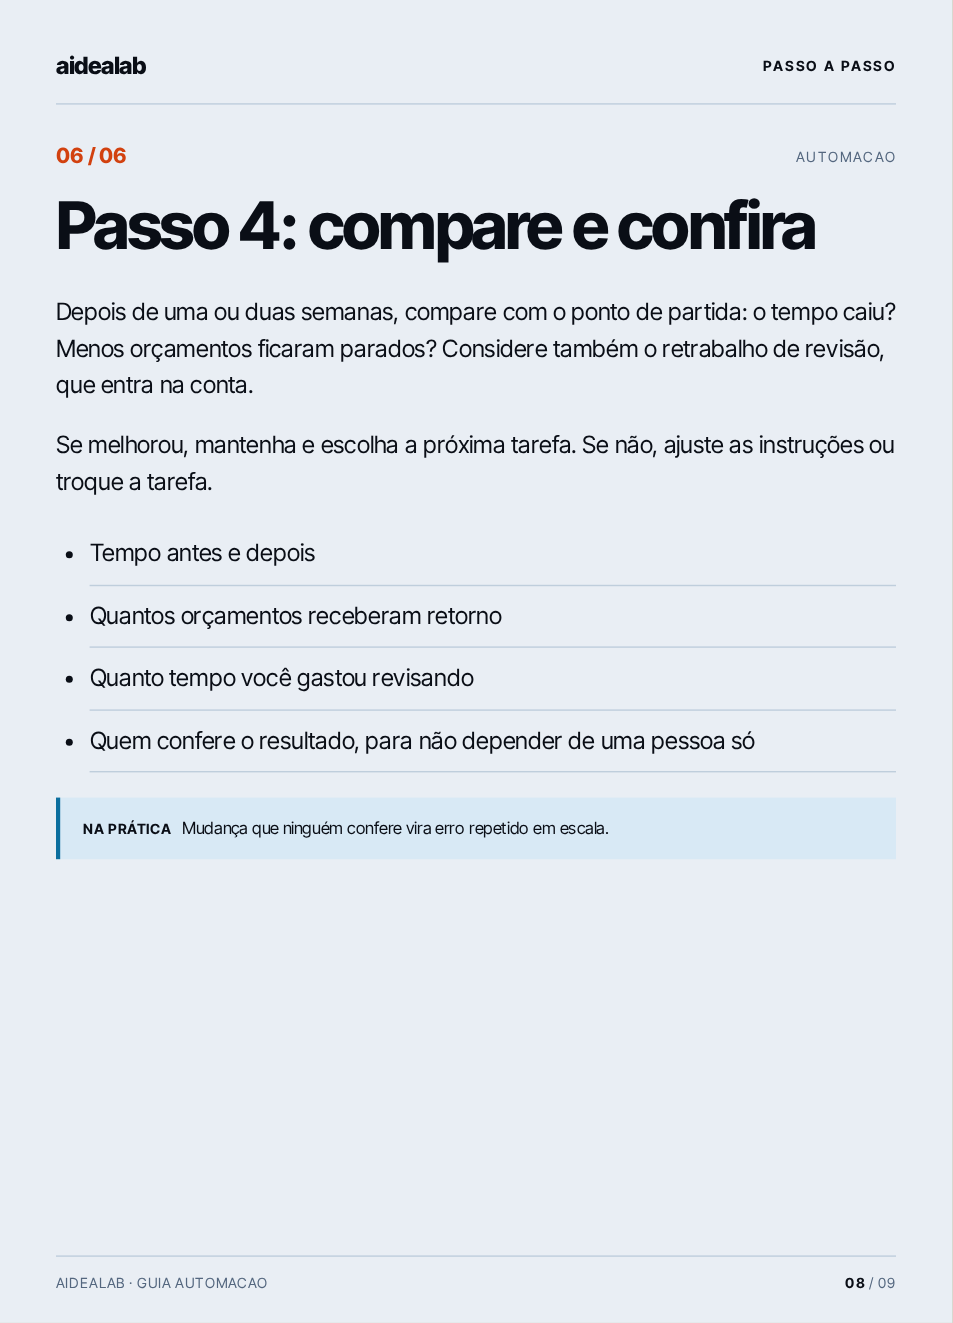 aidealab
PASSO A PASSO
06 / 06
AUTOMACAO
Passo 4: compare e confira
Depois de uma ou duas semanas, compare com o ponto de partida: o tempo caiu?
Menos orçamentos ficaram parados? Considere também o retrabalho de revisão,
que entra na conta.
Se melhorou, mantenha e escolha a próxima tarefa. Se não, ajuste as instruções ou
troque a tarefa.
• Tempo antes e depois
• Quantos orçamentos receberam retorno
• Quanto tempo você gastou revisando
• Quem confere o resultado, para não depender de uma pessoa só
NA PRÁTICA Mudança que ninguém confere vira erro repetido em escala.
AIDEALAB · GUIA AUTOMACAO
08 / 09